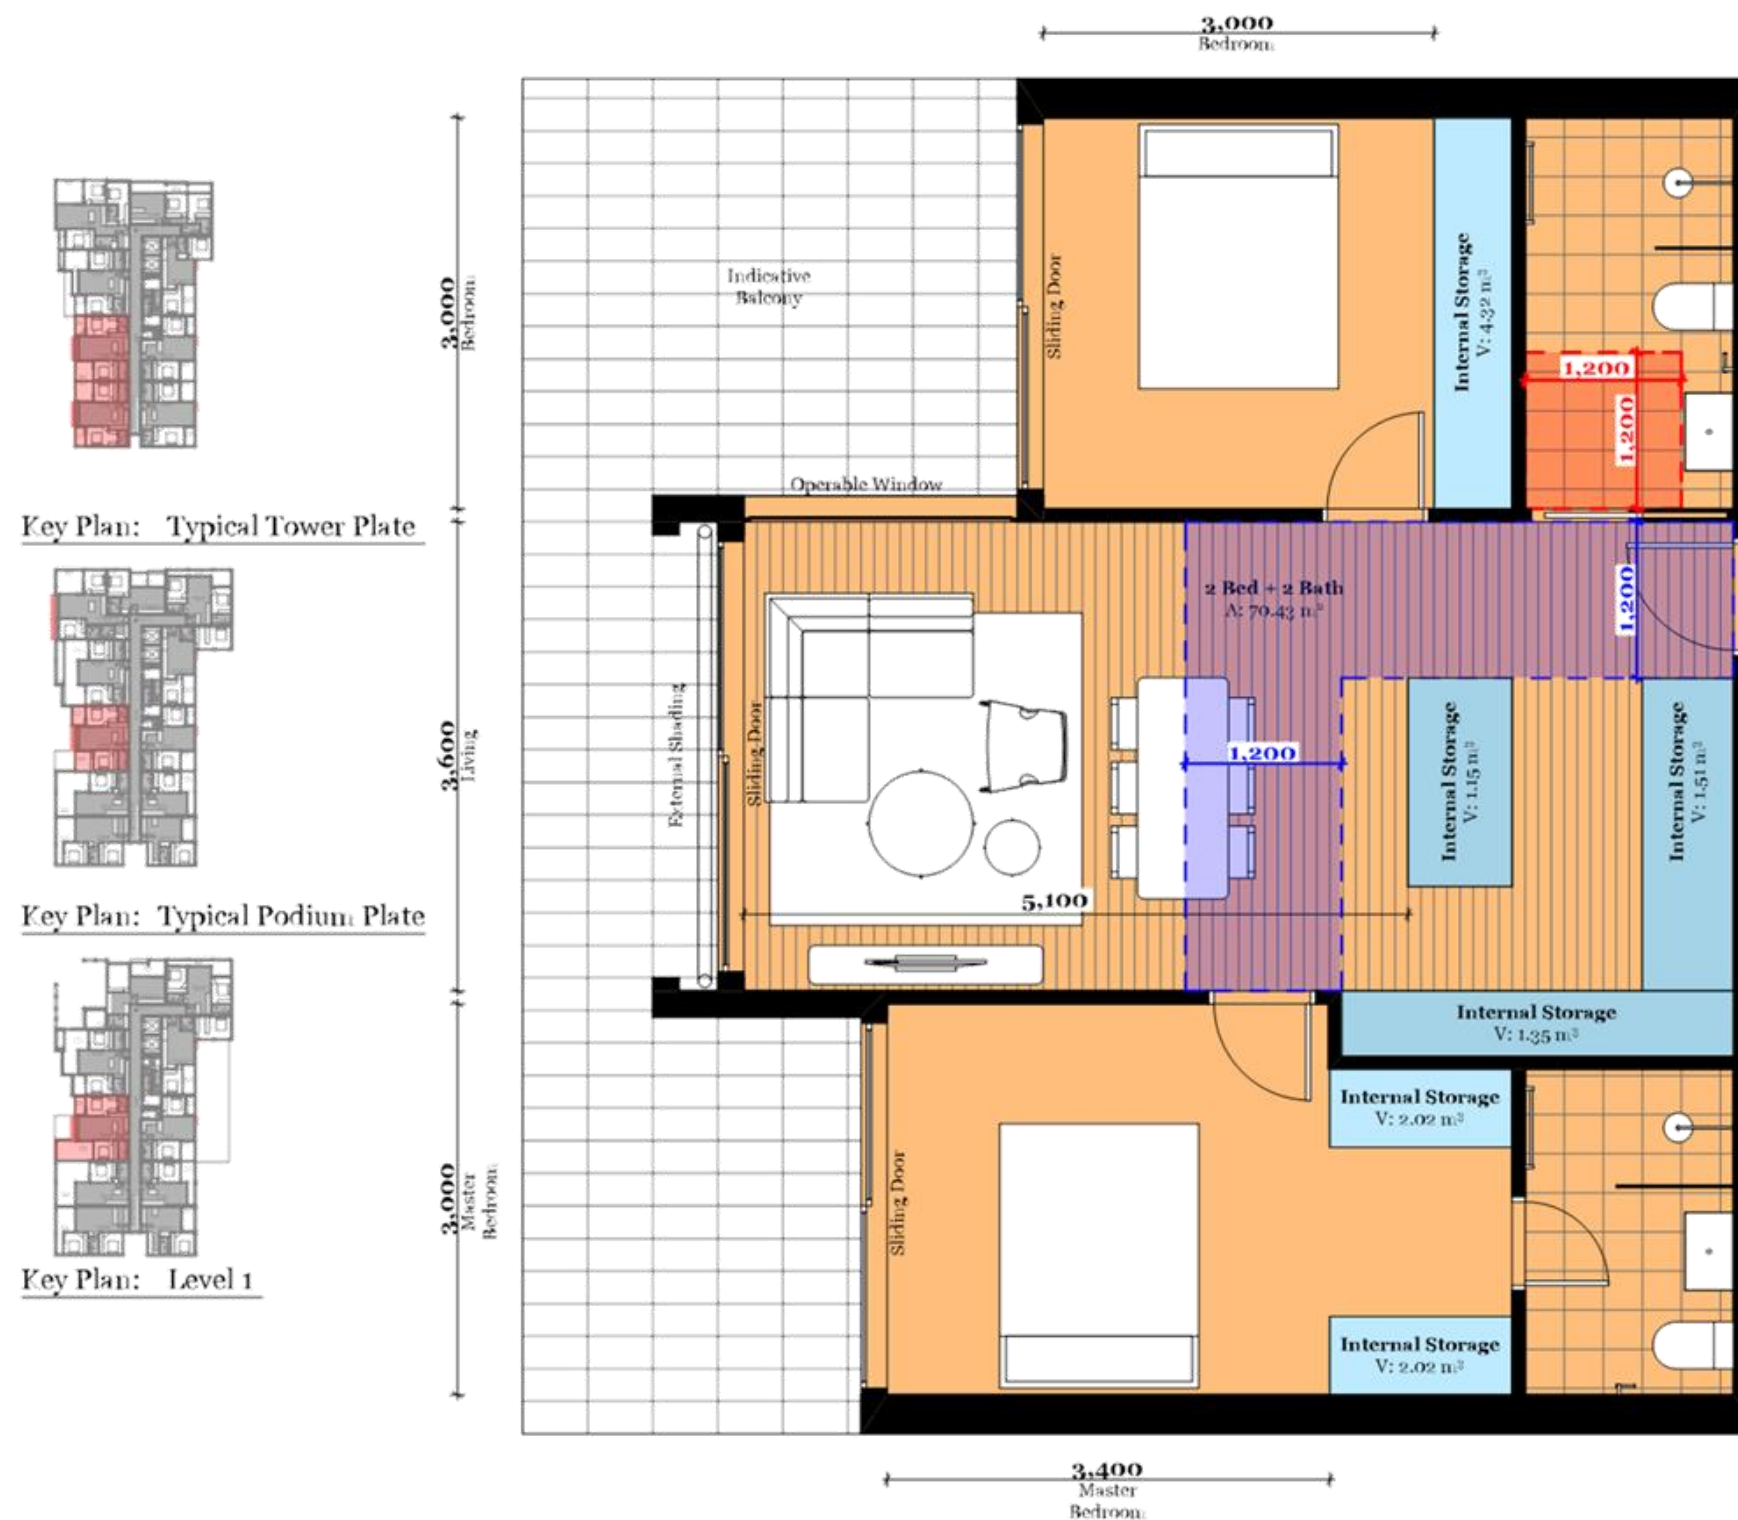 3,000
Bedroom
3,000
Bedroom
Indicative
Balcony
Sliding Door
Internal Storage
V: 4.32 m³
1,200
1,200
Operable Window
Key Plan: Typical Tower Plate
2 Bed + 2 Bath
A: 70.43 m²
1,200
External Shading
Sliding Door
3,600
Living
1,200
Internal Storage
V: 1.15 m³
Internal Storage
V: 1.51 m³
5,100
Key Plan: Typical Podium Plate
Internal Storage
V: 1.35 m³
Internal Storage
V: 2.02 m³
3,000
Master
Bedroom
Sliding Door
Key Plan: Level 1
Internal Storage
V: 2.02 m³
3,400
Master
Bedroom